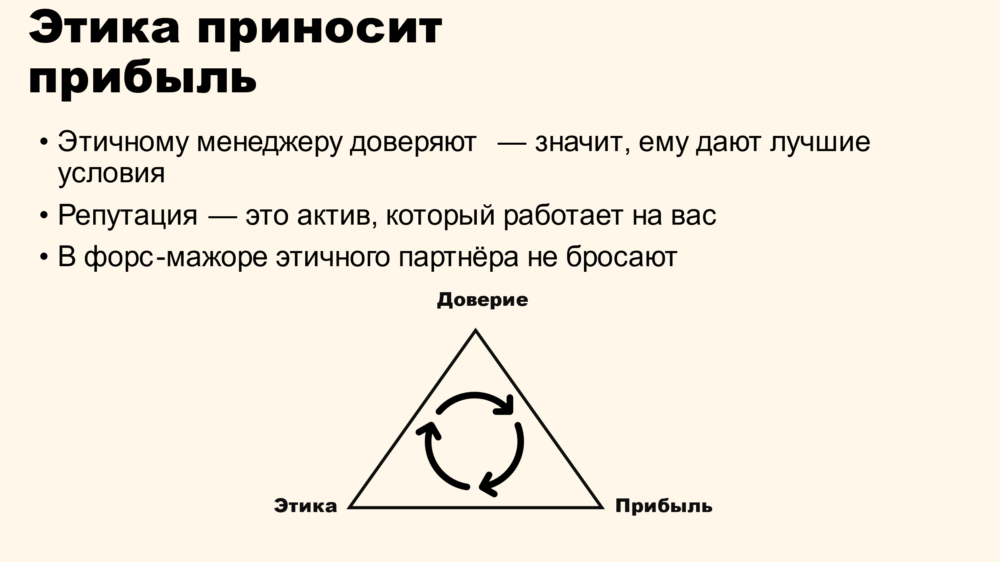 Этика приносит
прибыль
• Этичному менеджеру доверяют — значит, ему дают лучшие
условия
• Репутация — это актив, который работает на вас
• В форс-мажоре этичного партнёра не бросают
Доверие
Этика
Прибыль